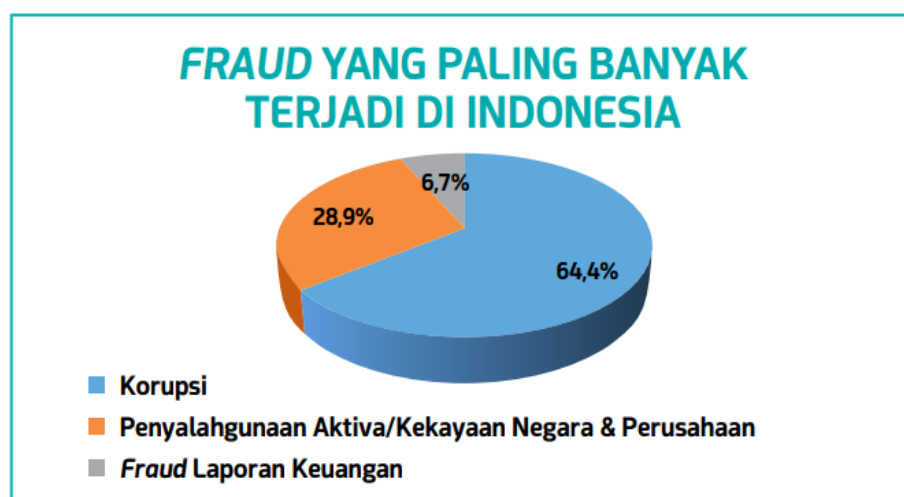 FRAUD YANG PALING BANYAK
TERJADI DI INDONESIA
6,7%
28,9%
64,4%
Korupsi
Penyalahgunaan Aktiva/Kekayaan Negara & Perusahaan
Fraud Laporan Keuangan